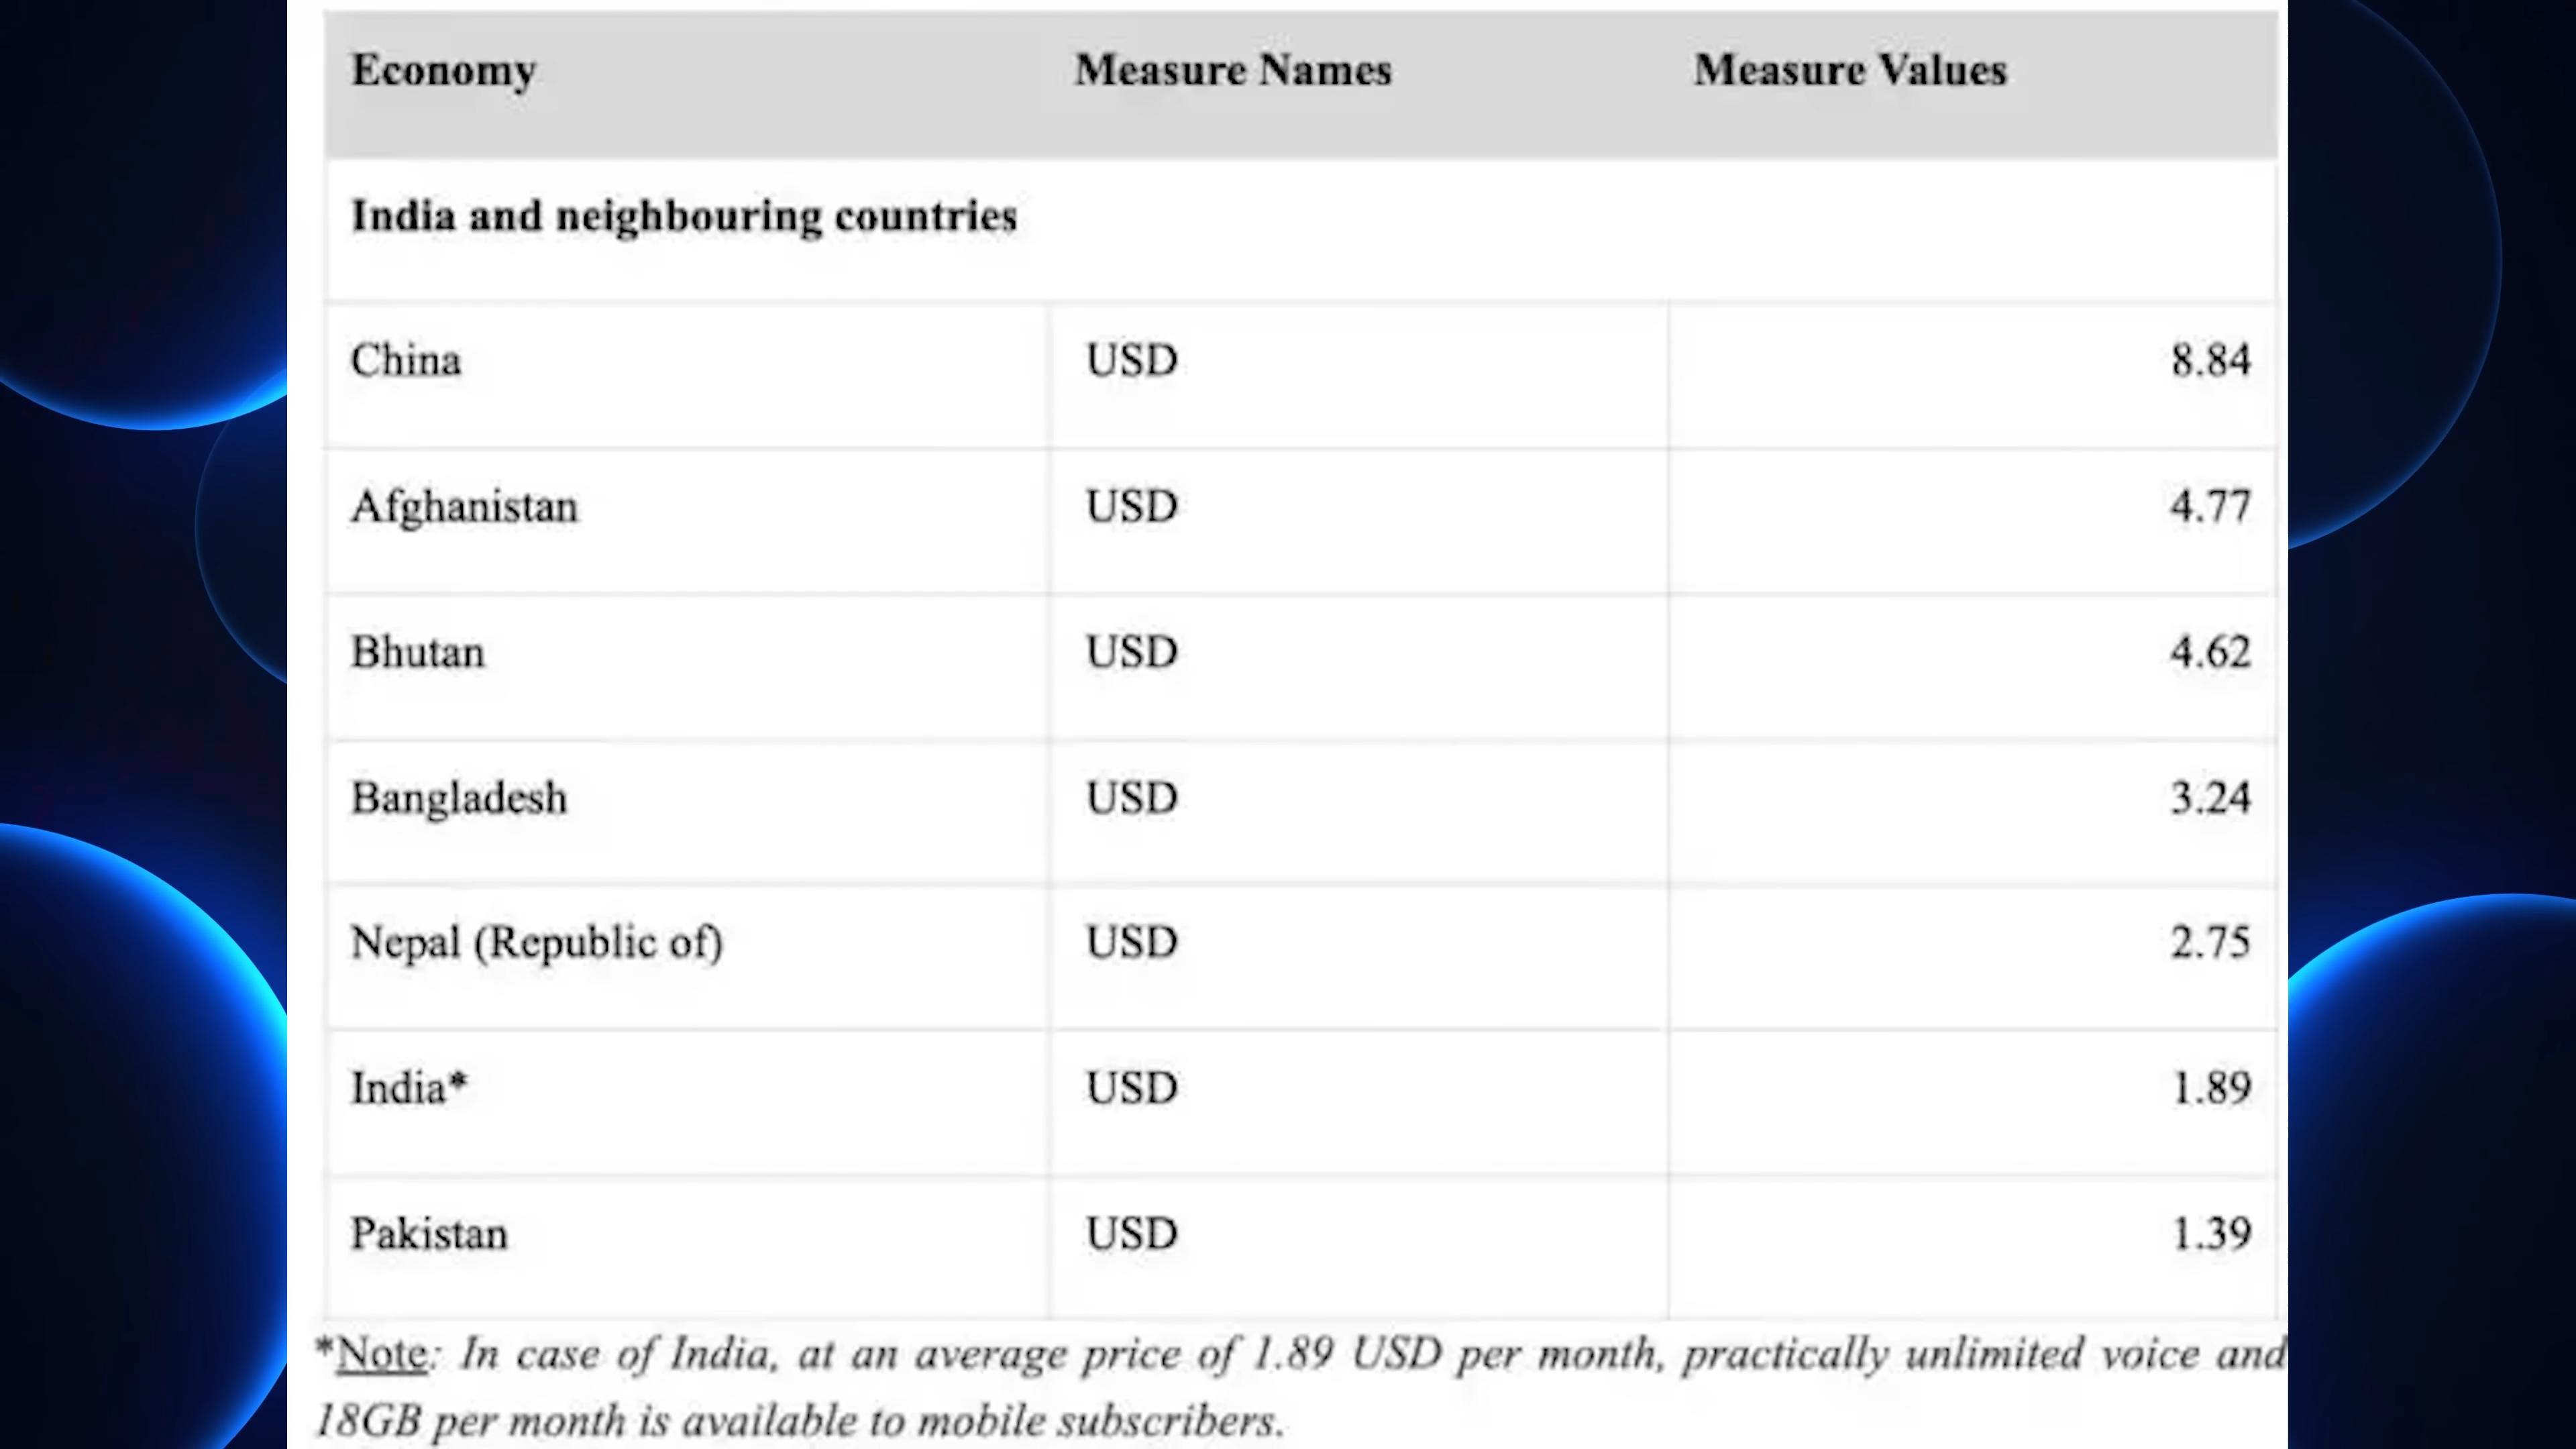 Economy Measure Names Measure Values
India and neighbouring countries
China USD 8.84
Afghanistan USD 4.77
Bhutan USD 4.62
Bangladesh USD 3.24
Nepal (Republic of) USD 2.75
India* USD 1.89
Pakistan USD 1.39
*Note: In case of India, at an average price of 1.89 USD per month, practically unlimited voice and
18GB per month is available to mobile subscribers.